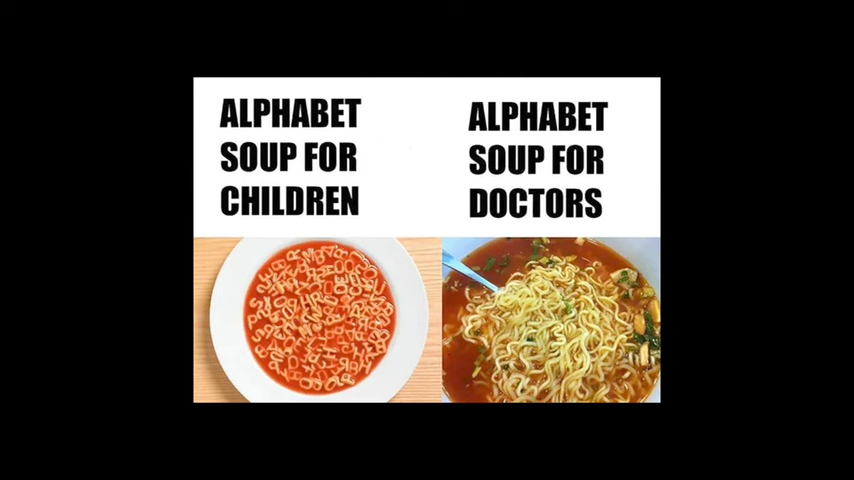 ALPHABET
SOUP FOR
CHILDREN
ALPHABET
SOUP FOR
DOCTORS